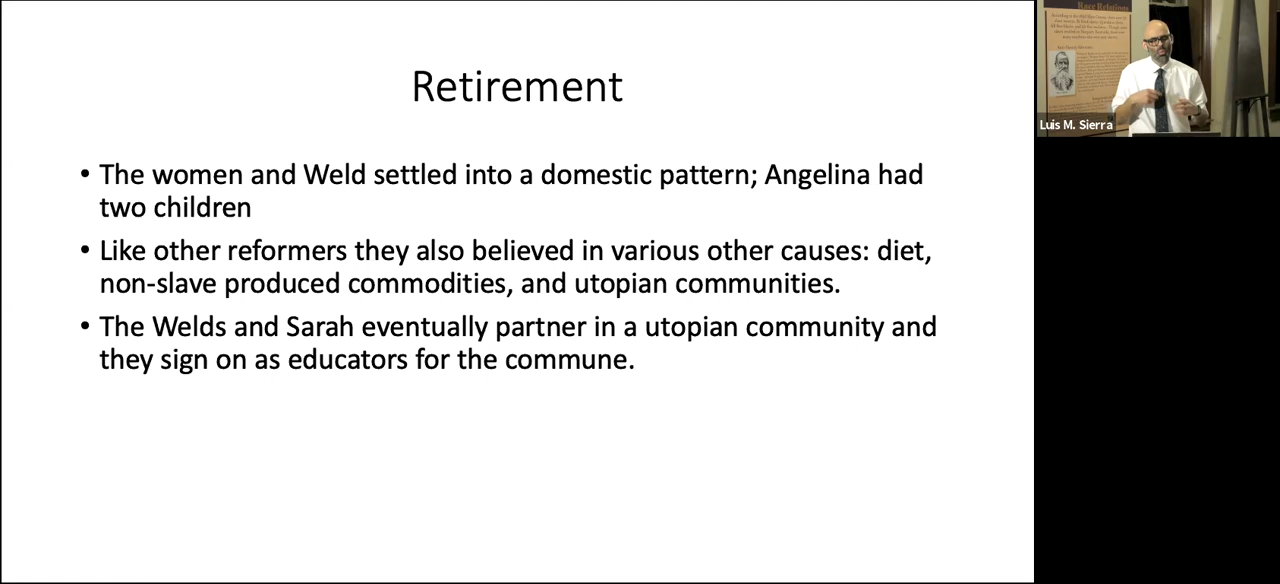 Retirement
• The women and Weld settled into a domestic pattern; Angelina had
two children
• Like other reformers they also believed in various other causes: diet,
non-slave produced commodities, and utopian communities.
• The Welds and Sarah eventually partner in a utopian community and
they sign on as educators for the commune.
Race Relations
Luis M. Sierra